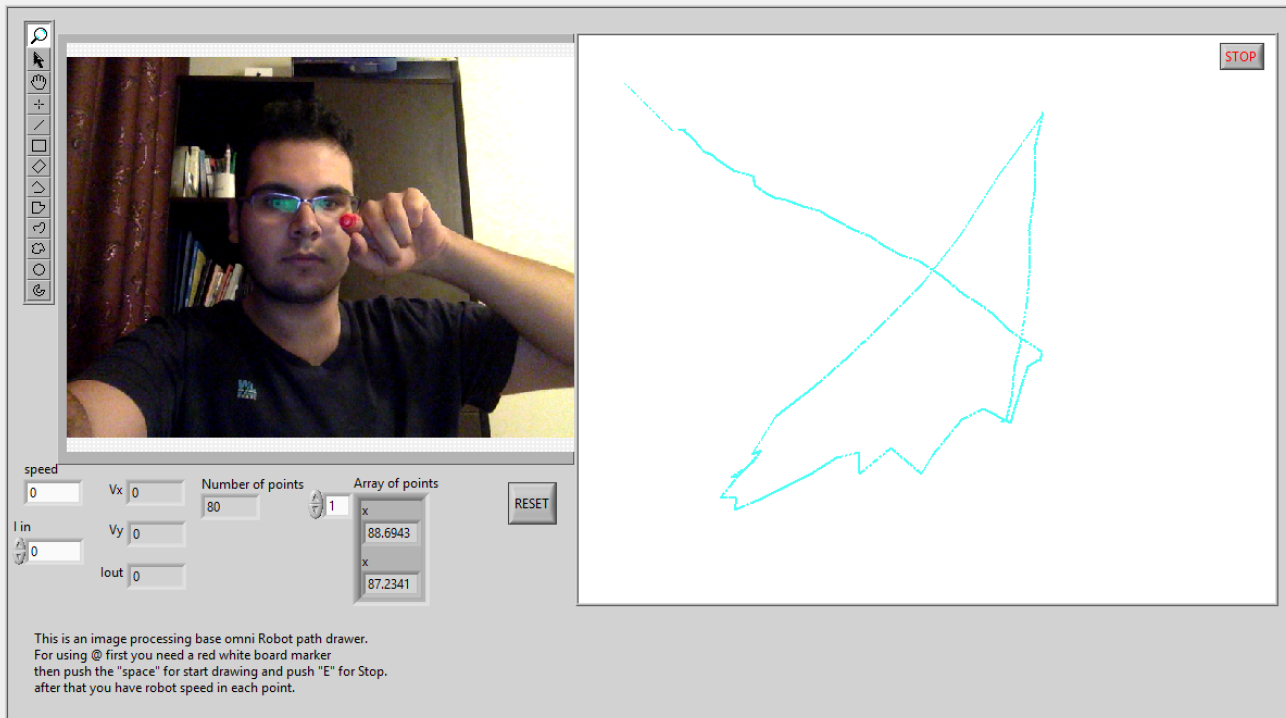 STOP
speed
0
Vx 0
Number of points
80
1
Array of points
x
88.6943
x
87.2341
RESET
I in
0
Vy 0
Iout 0
This is an image processing base omni Robot path drawer.
For using @ first you need a red white board marker
then push the "space" for start drawing and push "E" for Stop.
after that you have robot speed in each point.